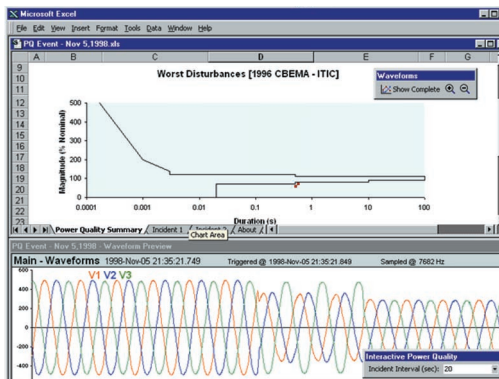 Microsoft Excel
File Edit View Insert Format Tools Data Window Help
PQ Event - Nov 5,1998.xls
A B C D E F G
9
10
11
12
13
14
15
16
17
18
19
20
21
22
23
Worst Disturbances [1996 CBEMA - ITIC]
Waveforms
Show Complete
Magnitude (% Nominal)
500
400
300
200
100
0
0.0001 0.001 0.01 0.1 1 10 100
Duration (s)
Power Quality Summary Incident 1 Incident 2 About
Chart Area
PQ Event - Nov 5,1998 - Waveform Preview
Main - Waveforms 1998-Nov-05 21:35:21.749 Triggered @ 1998-Nov-05 21:35:21.849 Sampled @ 7682 Hz
V1 V2 V3
600
400
200
0
-200
-400
Interactive Power Quality
Incident Interval (sec): 20